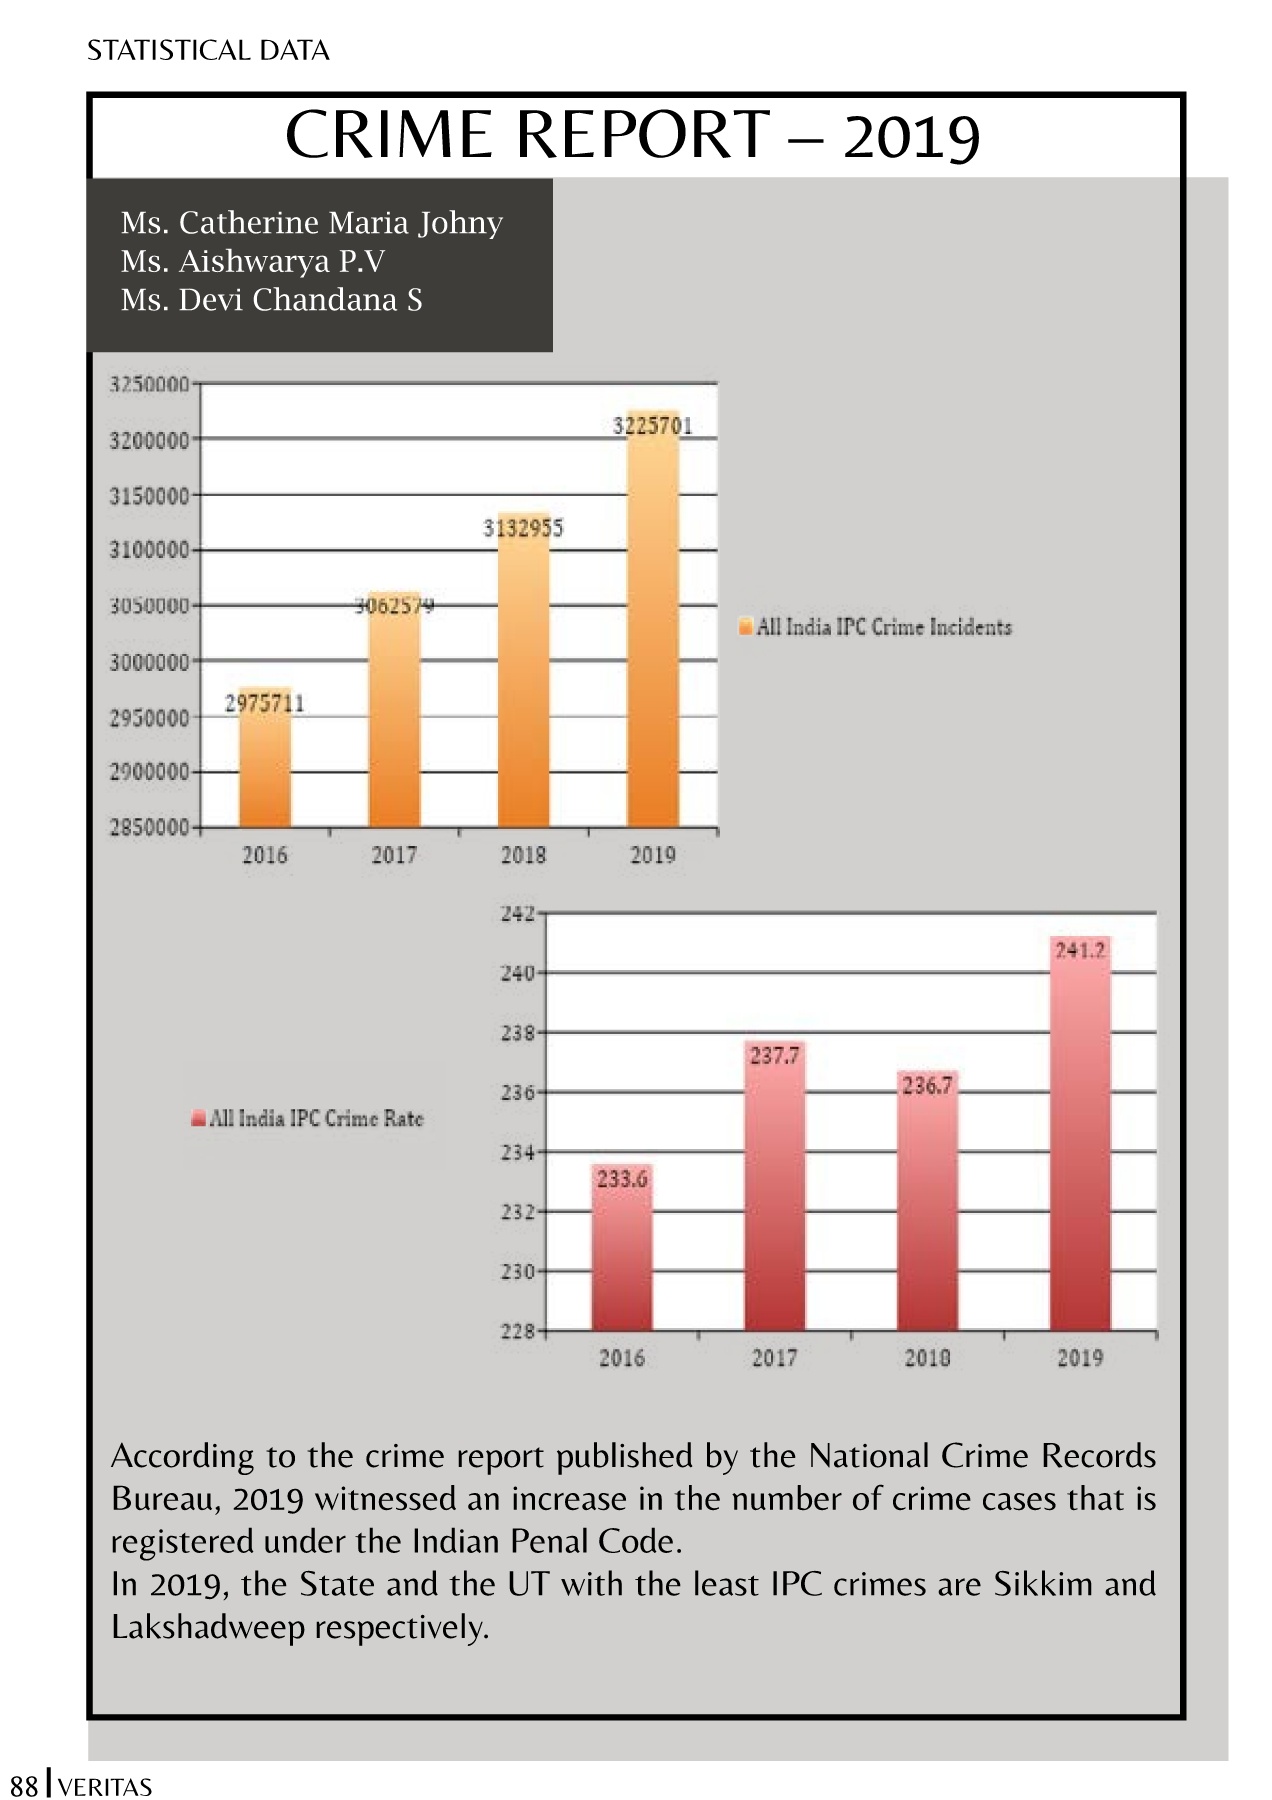 STATISTICAL DATA
CRIME REPORT – 2019
Ms. Catherine Maria Johny
Ms. Aishwarya P.V
Ms. Devi Chandana S
3250000
3200000
3150000
3100000
3050000
3000000
2950000
2900000
2850000
2975711
3062579
3132955
3225701
2016 2017 2018 2019
All India IPC Crime Incidents
242
240
238
236
234
232
230
228
233.6
237.7
236.7
241.2
2016 2017 2018 2019
All India IPC Crime Rate
According to the crime report published by the National Crime Records
Bureau, 2019 witnessed an increase in the number of crime cases that is
registered under the Indian Penal Code.
In 2019, the State and the UT with the least IPC crimes are Sikkim and
Lakshadweep respectively.
88 | VERITAS